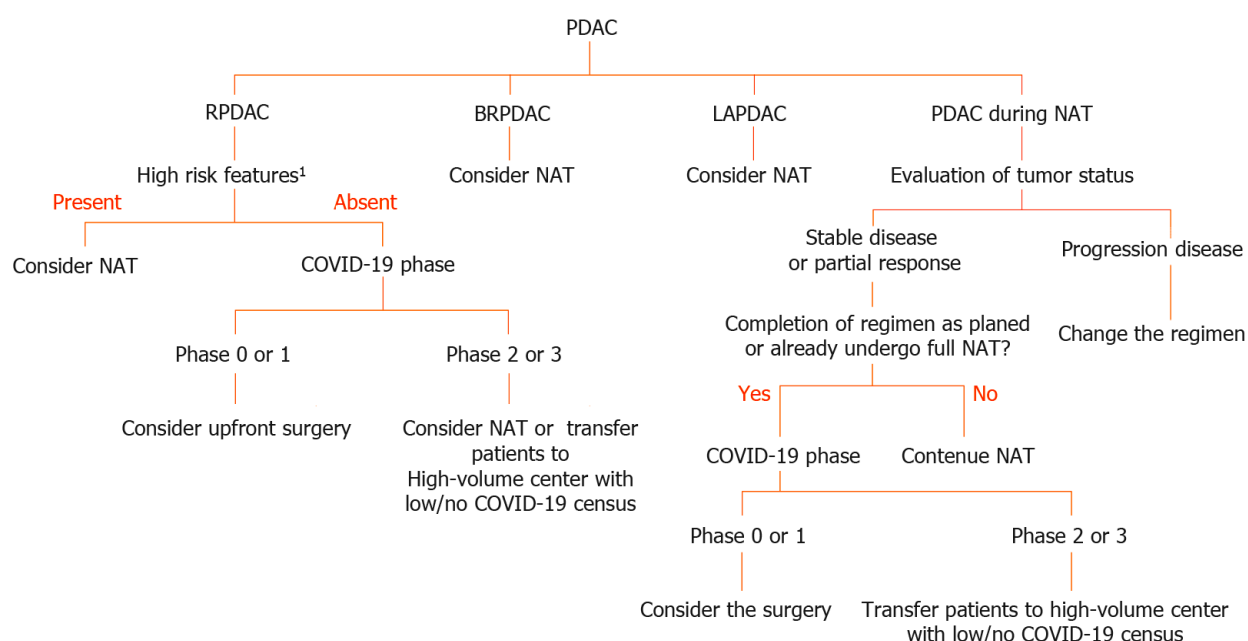 PDAC
RPDAC
BRPDAC
LAPDAC
PDAC during NAT
High risk features¹
Consider NAT
Consider NAT
Evaluation of tumor status
Present
Absent
Consider NAT
COVID-19 phase
Stable disease
or partial response
Progression disease
Phase 0 or 1
Phase 2 or 3
Completion of regimen as planed
or already undergo full NAT?
Change the regimen
Yes
No
Consider upfront surgery
Consider NAT or transfer
patients to
High-volume center with
low/no COVID-19 census
COVID-19 phase
Contenue NAT
Phase 0 or 1
Phase 2 or 3
Consider the surgery
Transfer patients to high-volume center
with low/no COVID-19 census